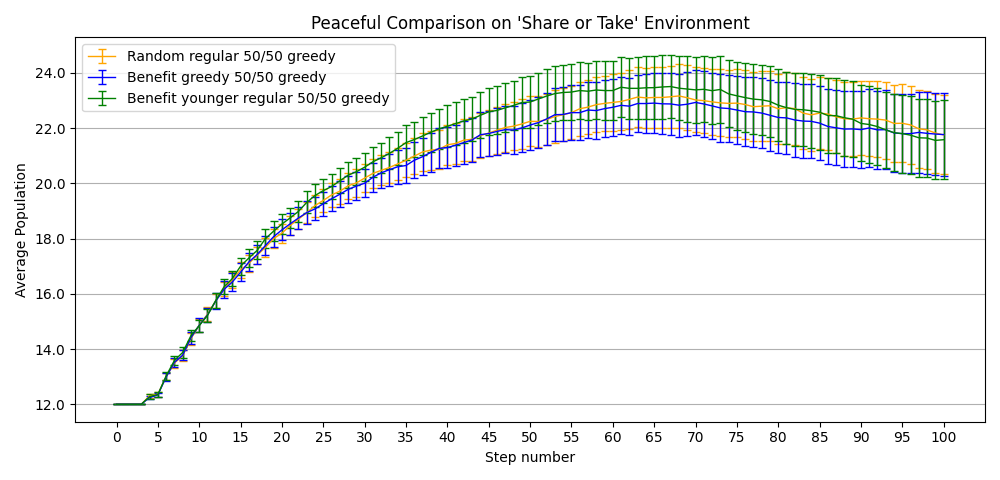 Peaceful Comparison on 'Share or Take' Environment
Random regular 50/50 greedy
Benefit greedy 50/50 greedy
Benefit younger regular 50/50 greedy
Average Population
24.0
22.0
20.0
18.0
16.0
14.0
12.0
0 5 10 15 20 25 30 35 40 45 50 55 60 65 70 75 80 85 90 95 100
Step number